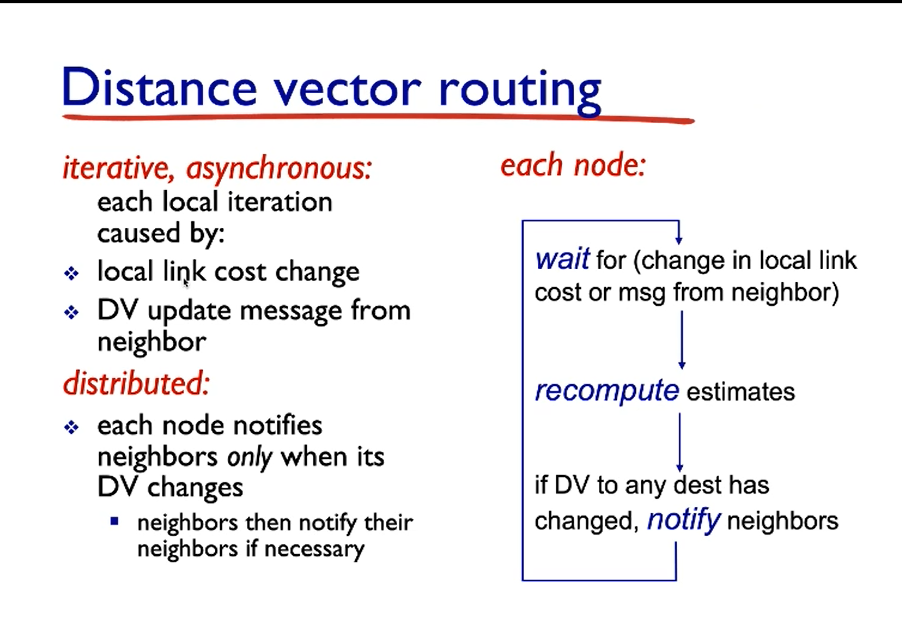 Distance vector routing
iterative, asynchronous:
each local iteration
caused by:
❖ local link cost change
❖ DV update message from
neighbor
distributed:
❖ each node notifies
neighbors only when its
DV changes
▪ neighbors then notify their
neighbors if necessary
each node:
wait for (change in local link
cost or msg from neighbor)
recompute estimates
if DV to any dest has
changed, notify neighbors